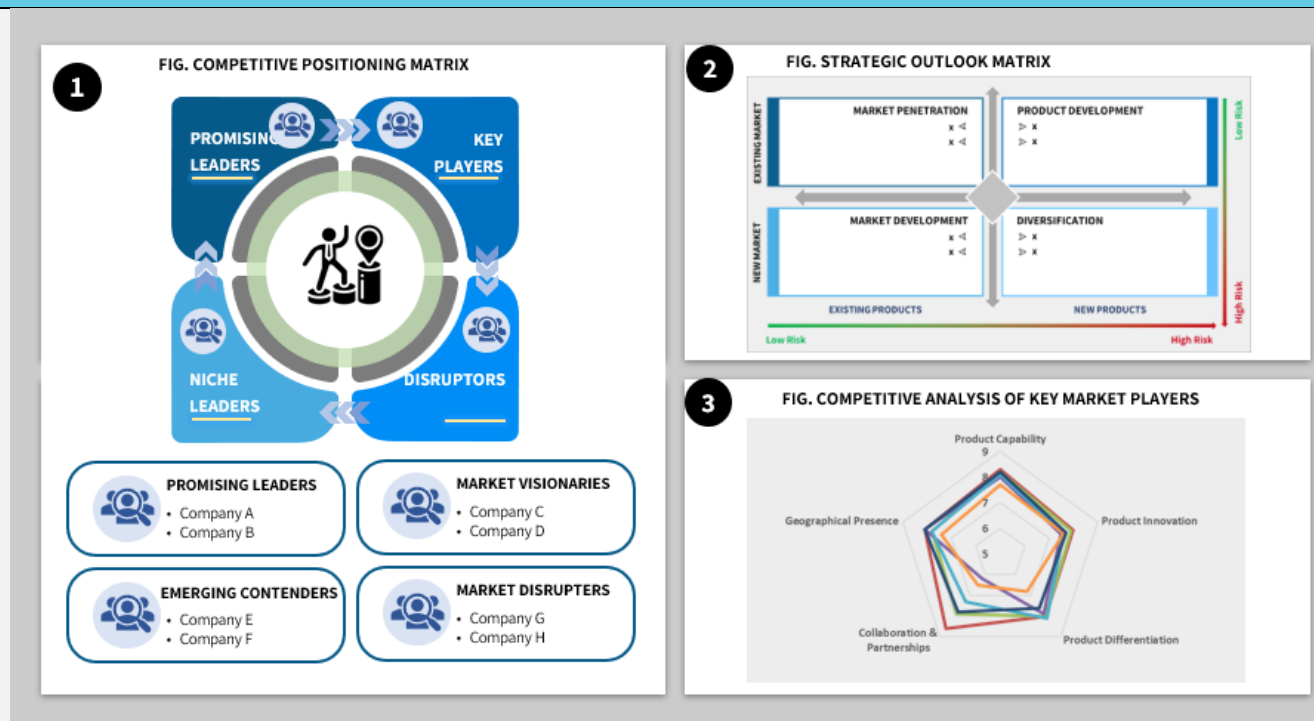 1
FIG. COMPETITIVE POSITIONING MATRIX
PROMISING
LEADERS
KEY
PLAYERS
NICHE
LEADERS
DISRUPTORS
PROMISING LEADERS
• Company A
• Company B
MARKET VISIONARIES
• Company C
• Company D
EMERGING CONTENDERS
• Company E
• Company F
MARKET DISRUPTERS
• Company G
• Company H
2
FIG. STRATEGIC OUTLOOK MATRIX
EXISTING MARKET
NEW MARKET
MARKET PENETRATION
x
x
PRODUCT DEVELOPMENT
x
x
MARKET DEVELOPMENT
x
x
DIVERSIFICATION
x
x
EXISTING PRODUCTS
NEW PRODUCTS
Low Risk
High Risk
Low Risk
High Risk
3
FIG. COMPETITIVE ANALYSIS OF KEY MARKET PLAYERS
Product Capability
9
8
7
6
5
Geographical Presence
Product Innovation
Collaboration &
Partnerships
Product Differentiation